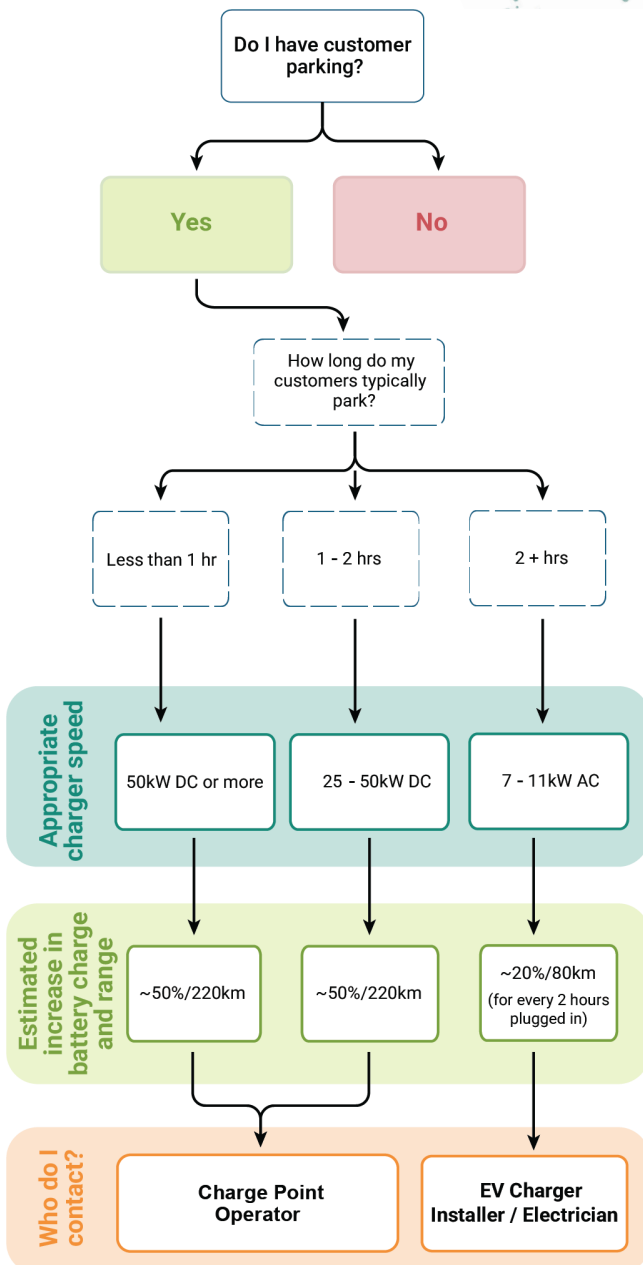 Do I have customer
parking?
Yes
No
How long do my
customers typically
park?
Less than 1 hr
1 - 2 hrs
2 + hrs
Appropriate
charger speed
50kW DC or more
25 - 50kW DC
7 - 11kW AC
Estimated
increase in
battery charge
and range
~50%/220km
~50%/220km
~20%/80km
(for every 2 hours
plugged in)
Who do I
contact?
Charge Point
Operator
EV Charger
Installer / Electrician